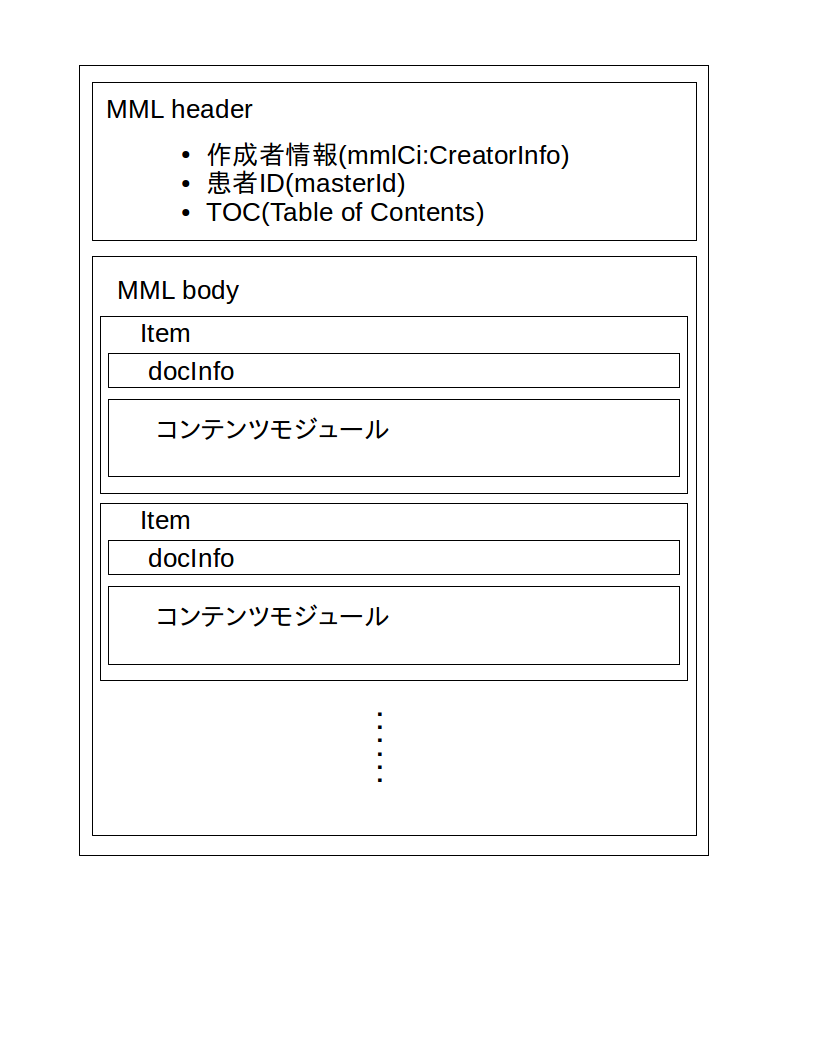 MML header
• 作成者情報(mmlCi:CreatorInfo)
• 患者ID(masterId)
• TOC(Table of Contents)
MML body
Item
docInfo
コンテンツモジュール
Item
docInfo
コンテンツモジュール
⋮